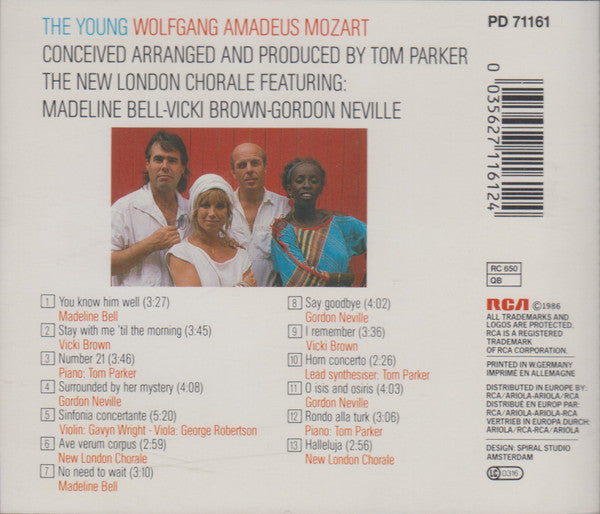 THE YOUNG WOLFGANG AMADEUS MOZART
CONCEIVED ARRANGED AND PRODUCED BY TOM PARKER
THE NEW LONDON CHORALE FEATURING:
MADELINE BELL-VICKI BROWN-GORDON NEVILLE
PD 71161
0 035627 116124
1 You know him well (3:27)
Madeline Bell
2 Stay with me 'til the morning (3:45)
Vicki Brown
3 Number 21 (3:46)
Piano: Tom Parker
4 Surrounded by her mystery (4:08)
Gordon Neville
5 Sinfonia concertante (5:20)
Violin: Gavyn Wright - Viola: George Robertson
6 Ave verum corpus (2:59)
New London Chorale
7 No need to wait (3:10)
Madeline Bell
8 Say goodbye (4:02)
Gordon Neville
9 I remember (3:36)
Vicki Brown
10 Horn concerto (2:26)
Lead synthesiser: Tom Parker
11 O isis and osiris (4:03)
Gordon Neville
12 Rondo alla turk (3:06)
Piano: Tom Parker
13 Halleluja (2:56)
New London Chorale
RC 650
QB
RCA ©1986
ALL TRADEMARKS AND
LOGOS ARE PROTECTED.
RCA IS A REGISTERED
TRADEMARK
OF RCA CORPORATION.
PRINTED IN W.GERMANY
IMPRIMÉ EN ALLEMAGNE
DISTRIBUTED IN EUROPE BY:
RCA/ARIOLA-ARIOLA/RCA
DISTRIBUÉ EN EUROP PAR:
RCA/ARIOLA-ARIOLA-RCA
VERTRIEB IN EUROPA DURCH:
ARIOLA/RCA-RCA/ARIOLA
DESIGN: SPIRAL STUDIO
AMSTERDAM
LC 0316